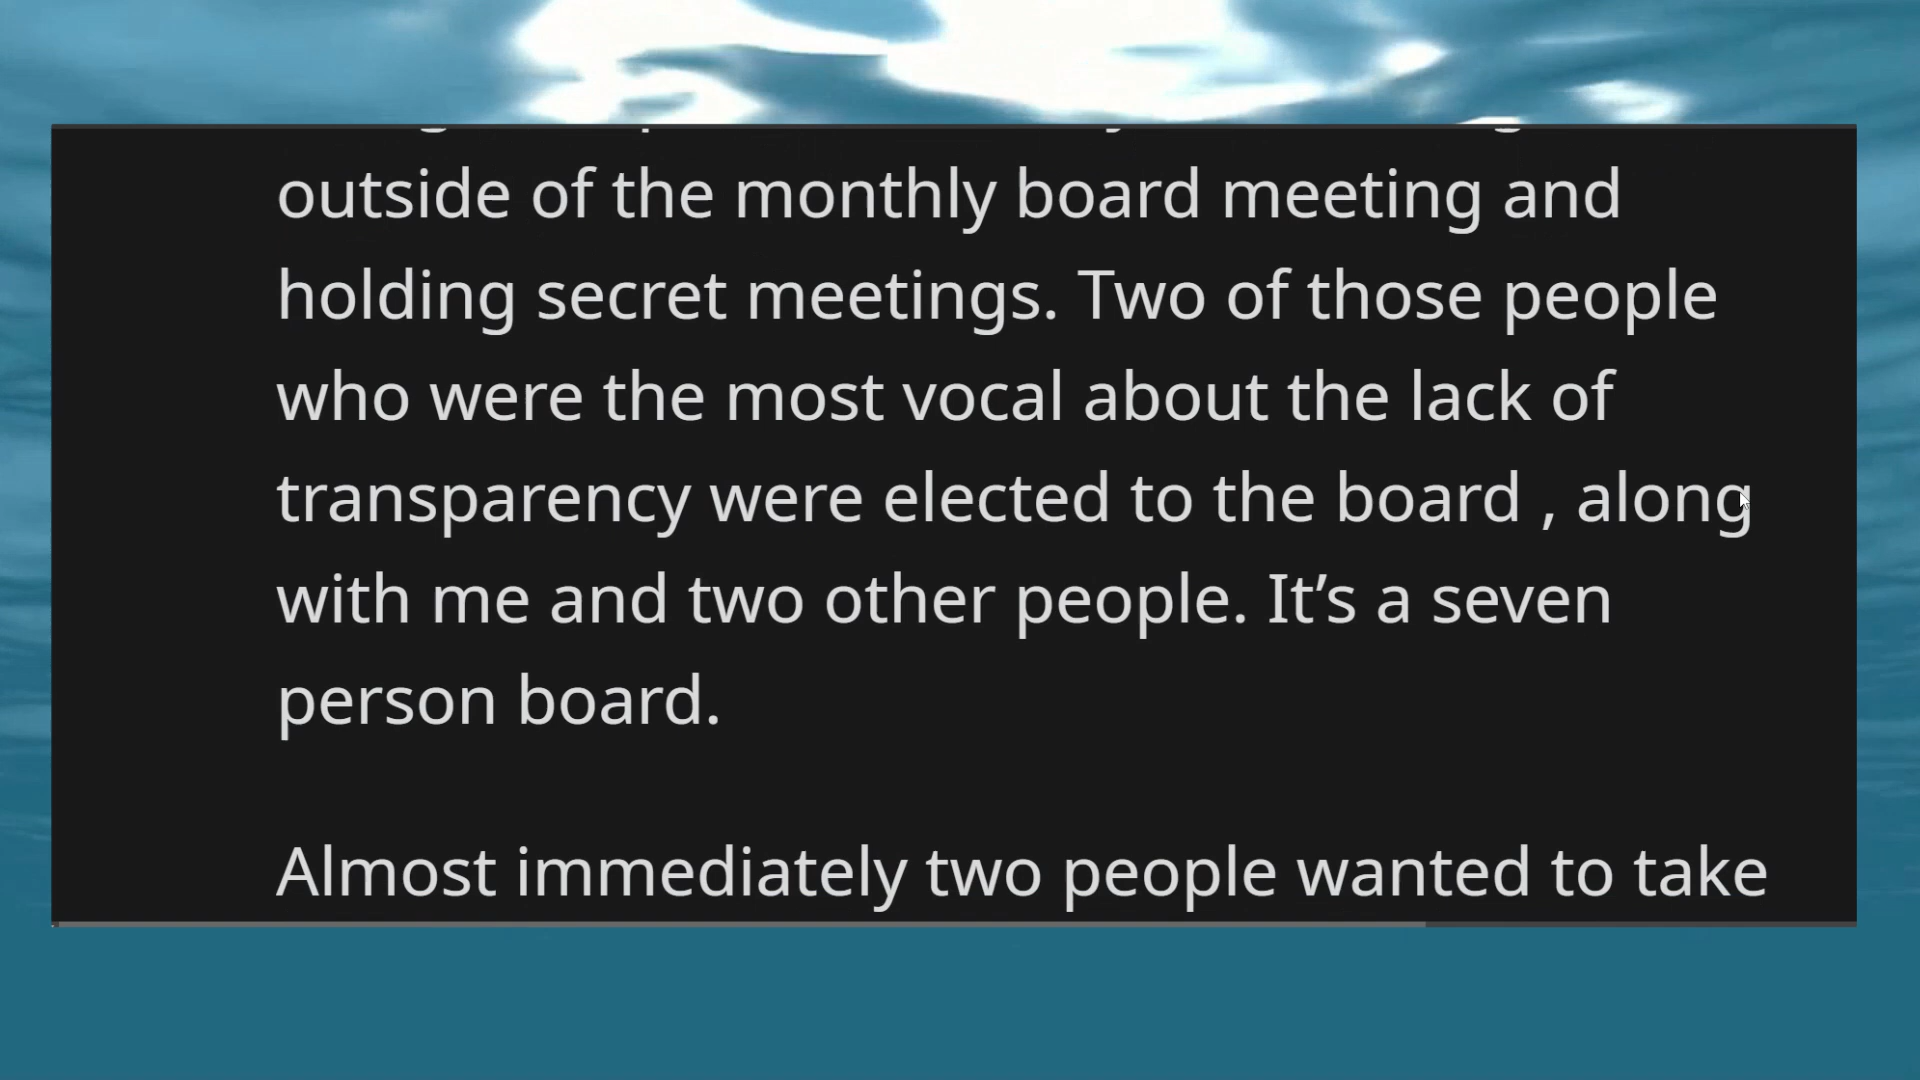 outside of the monthly board meeting and
holding secret meetings. Two of those people
who were the most vocal about the lack of
transparency were elected to the board , along
with me and two other people. It’s a seven
person board.
Almost immediately two people wanted to take